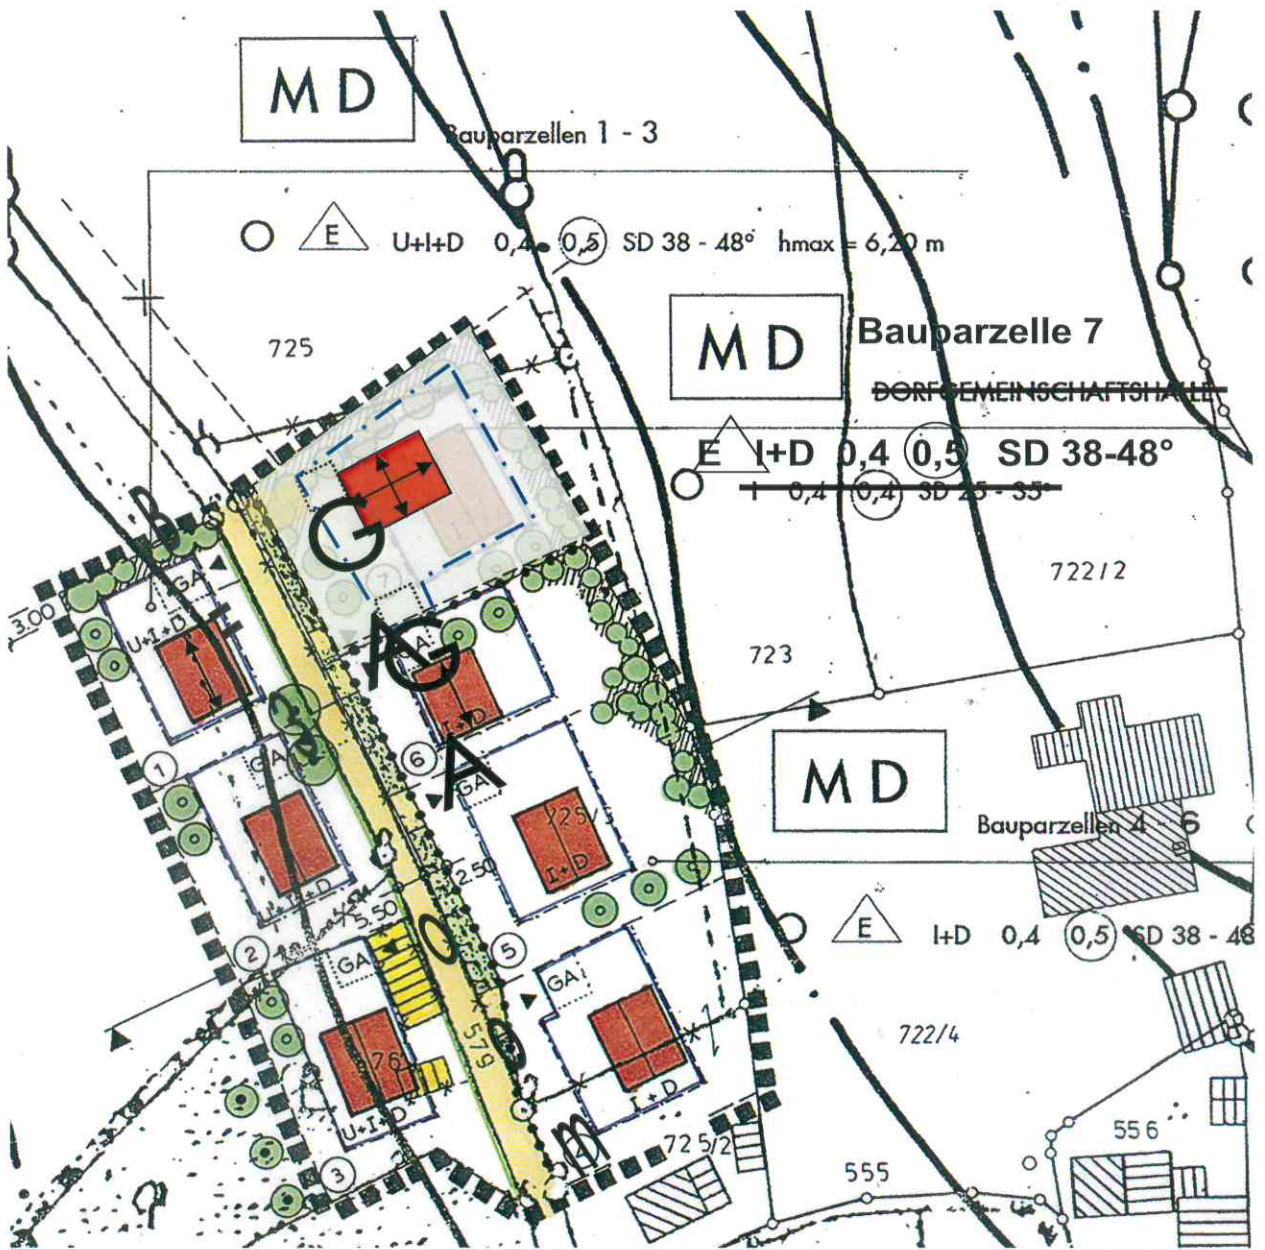 MD
Bauparzellen 1 - 3
E U+I+D 0,4 0,5 SD 38 - 48° hmax = 6,20 m
725
MD
Bauparzelle 7
DORFGEMEINSCHAFTSHALLE
E I+D 0,4 0,5 SD 38-48°
I 0,4 0,4 SD 25 - 35°
G
7
722/2
3.00
GA
U+I+D
723
A G
I+D
1
6
GA
A
GA
MD
Bauparzellen 4 - 6
725/
I+D
2.50
5.50
2
5
GA
E I+D 0,4 0,5 SD 38 - 48
GA
579
722/4
76
I+D
U+I+D
725/2
556
555
3